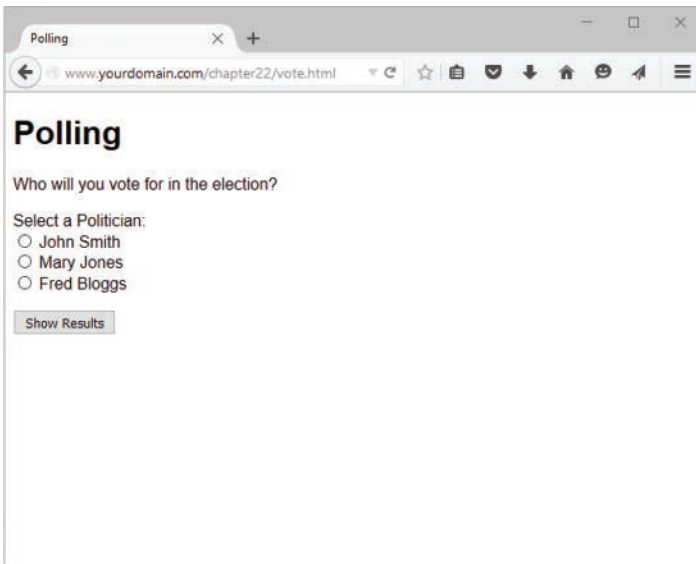 Polling
www.yourdomain.com/chapter22/vote.html
Polling
Who will you vote for in the election?
Select a Politician:
John Smith
Mary Jones
Fred Bloggs
Show Results